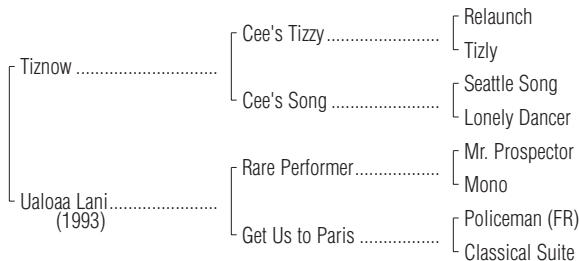 Relaunch
Cee's Tizzy
Tizly
Tiznow
Seattle Song
Cee's Song
Lonely Dancer
Mr. Prospector
Rare Performer
Mono
Ualoaa Lani
(1993)
Policeman (FR)
Get Us to Paris
Classical Suite